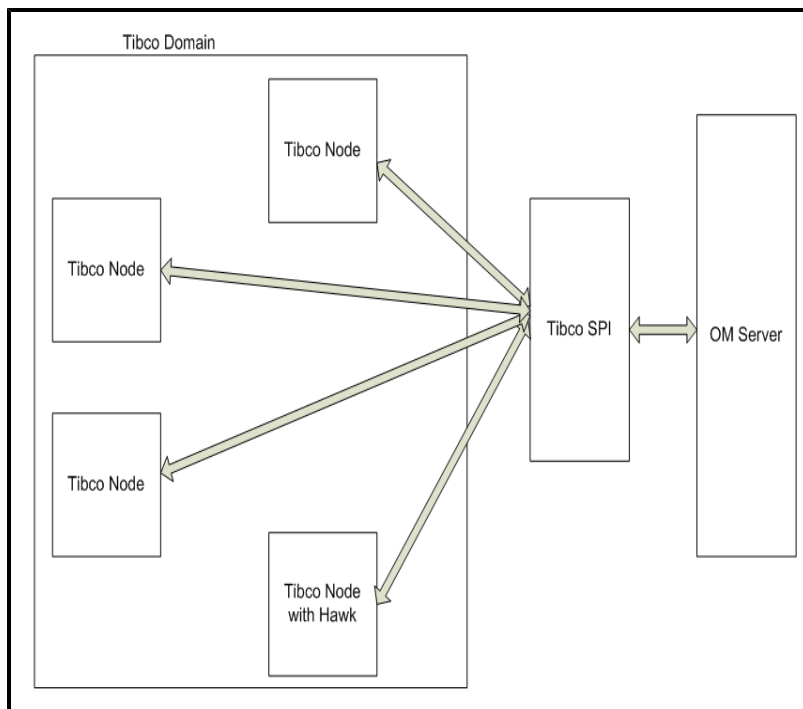 Tibco Domain
Tibco Node
Tibco Node
Tibco SPI
OM Server
Tibco Node
Tibco Node
with Hawk